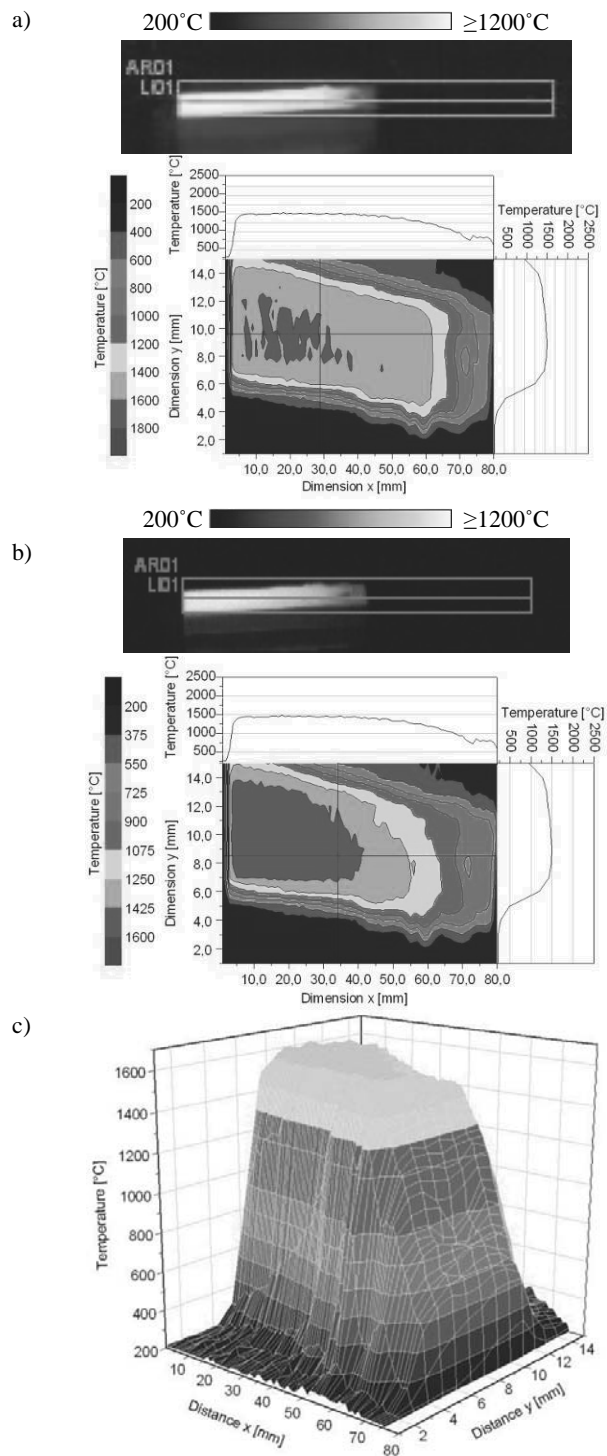 a)
200°C ≥1200°C
AR01
LI01
Temperature [°C]
2500
2000
1500
1000
500
Temperature [°C]
500
1000
1500
2000
2500
Temperature [°C]
200
400
600
800
1000
1200
1400
1600
1800
Dimension y [mm]
14,0
12,0
10,0
8,0
6,0
4,0
2,0
10,0 20,0 30,0 40,0 50,0 60,0 70,0 80,0
Dimension x [mm]
b)
200°C ≥1200°C
AR01
LI01
Temperature [°C]
2500
2000
1500
1000
500
Temperature [°C]
500
1000
1500
2000
2500
Temperature [°C]
200
375
550
725
900
1075
1250
1425
1600
Dimension y [mm]
14,0
12,0
10,0
8,0
6,0
4,0
2,0
10,0 20,0 30,0 40,0 50,0 60,0 70,0 80,0
Dimension x [mm]
c)
Temperature [°C]
1600
1400
1200
1000
800
600
400
200
10 20 30 40 50 60 70 80
Distance x [mm]
2 4 6 8 10 12 14
Distance y [mm]